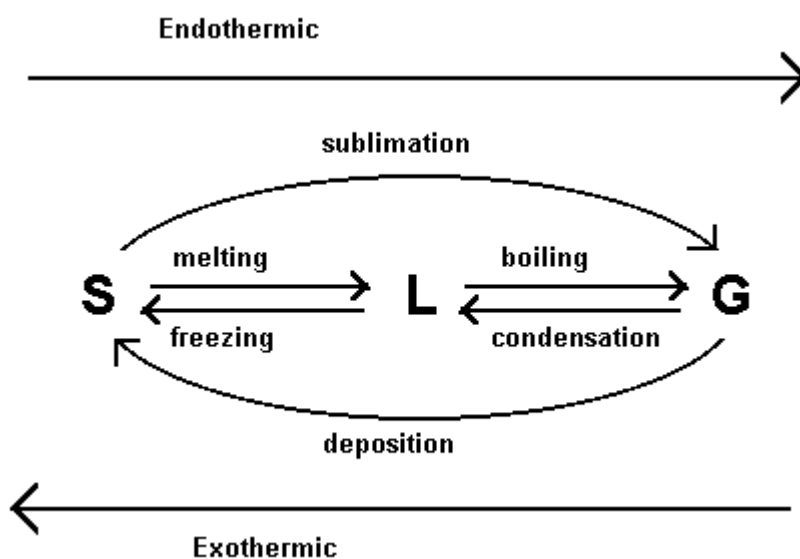 Endothermic
sublimation
melting
boiling
S
L
G
freezing
condensation
deposition
Exothermic